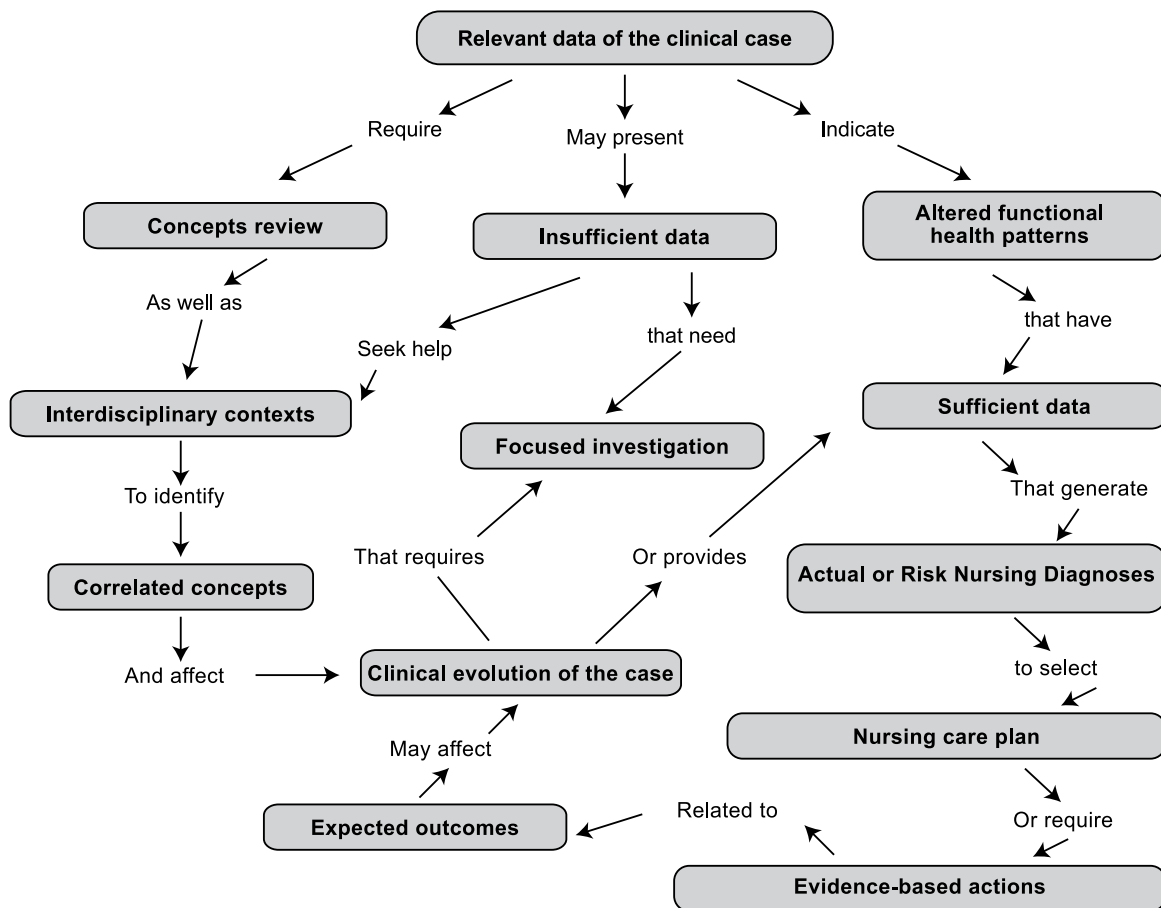 Relevant data of the clinical case
Require
May present
Indicate
Concepts review
Insufficient data
Altered functional
health patterns
As well as
Seek help
that need
that have
Interdisciplinary contexts
Focused investigation
Sufficient data
To identify
That requires
Or provides
That generate
Correlated concepts
Actual or Risk Nursing Diagnoses
And affect
Clinical evolution of the case
to select
May affect
Nursing care plan
Expected outcomes
Related to
Or require
Evidence-based actions